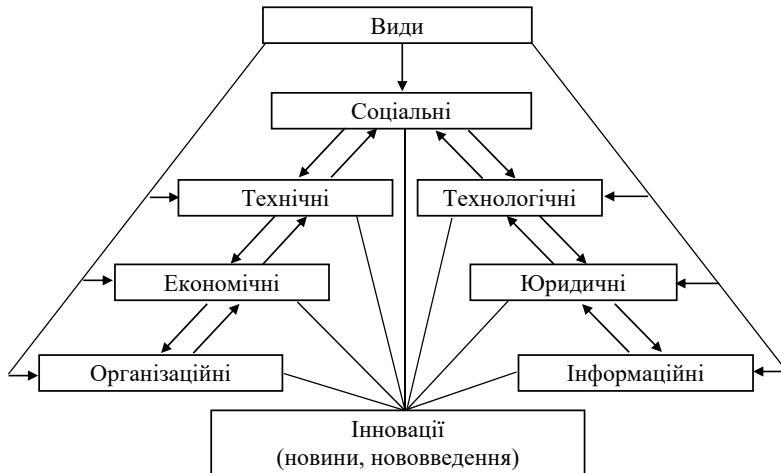 Види
Соціальні
Технічні
Технологічні
Економічні
Юридичні
Організаційні
Інформаційні
Інновації
(новини, нововведення)